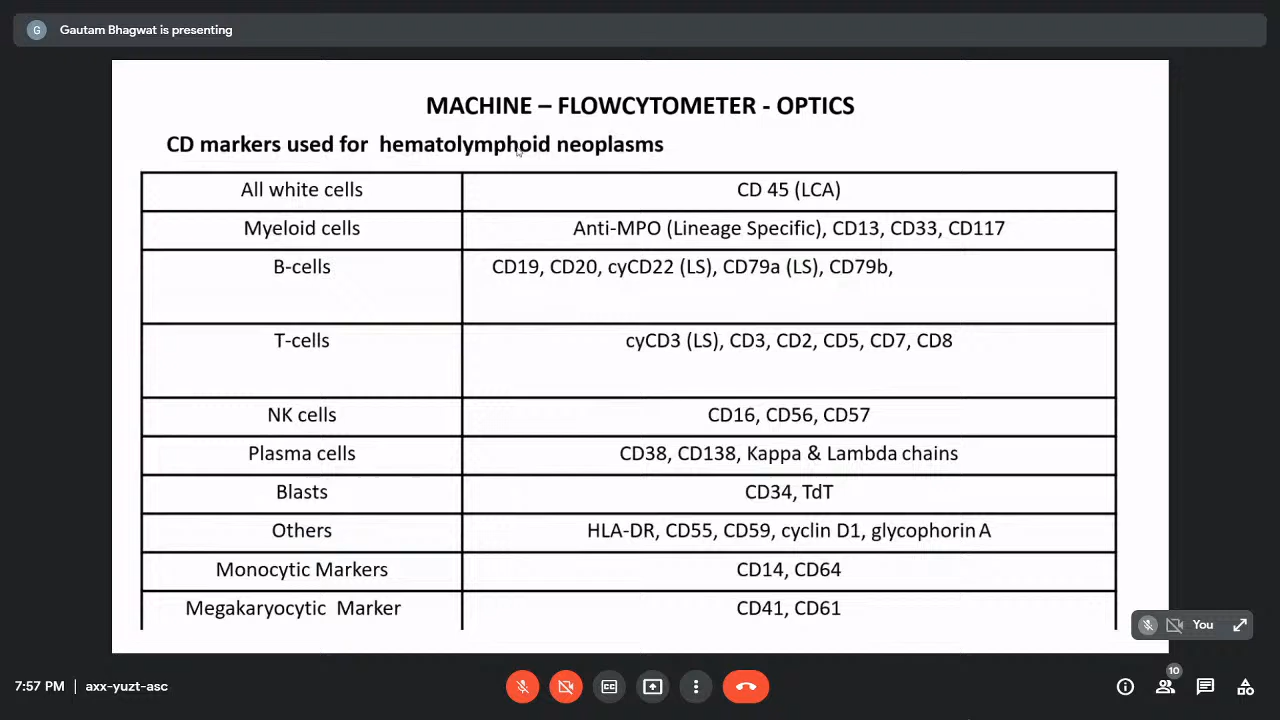 G Gautam Bhagwat is presenting
MACHINE – FLOWCYTOMETER - OPTICS
CD markers used for hematolymphoid neoplasms
All white cells CD 45 (LCA)
Myeloid cells Anti-MPO (Lineage Specific), CD13, CD33, CD117
B-cells CD19, CD20, cyCD22 (LS), CD79a (LS), CD79b,
T-cells cyCD3 (LS), CD3, CD2, CD5, CD7, CD8
NK cells CD16, CD56, CD57
Plasma cells CD38, CD138, Kappa & Lambda chains
Blasts CD34, TdT
Others HLA-DR, CD55, CD59, cyclin D1, glycophorin A
Monocytic Markers CD14, CD64
Megakaryocytic Marker CD41, CD61
You
7:57 PM | axx-yuzt-asc
CC
10